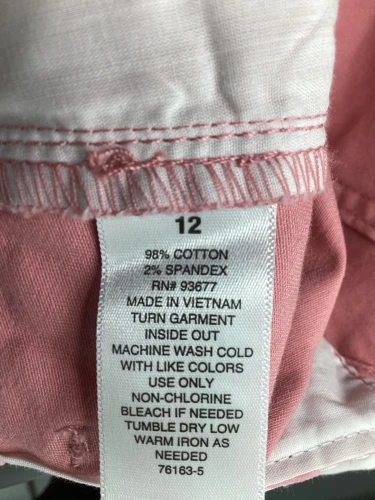 12
98% COTTON
2% SPANDEX
RN# 93677
MADE IN VIETNAM
TURN GARMENT
INSIDE OUT
MACHINE WASH COLD
WITH LIKE COLORS
USE ONLY
NON-CHLORINE
BLEACH IF NEEDED
TUMBLE DRY LOW
WARM IRON AS
NEEDED
76163-5